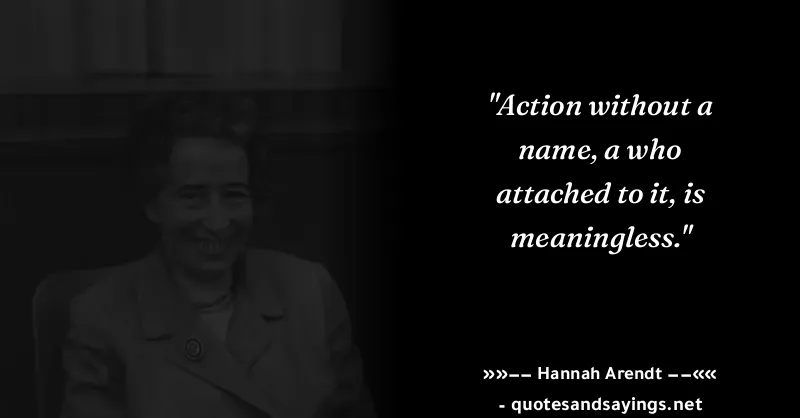 "Action without a
name, a who
attached to it, is
meaningless."
»»–– Hannah Arendt ––««
- quotesandsayings.net